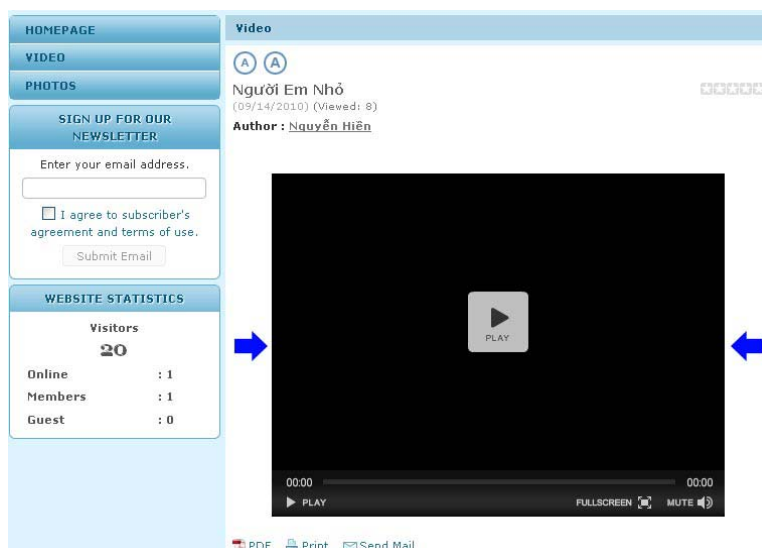 HOMEPAGE
VIDEO
PHOTOS
SIGN UP FOR OUR
NEWSLETTER
Enter your email address.
I agree to subscriber's
agreement and terms of use.
Submit Email
WEBSITE STATISTICS
Visitors
20
Online : 1
Members : 1
Guest : 0
Video
A A
Người Em Nhỏ
(09/14/2010) (Viewed: 8)
Author : Nguyễn Hiền
PLAY
00:00 00:00
PLAY FULLSCREEN MUTE
PDF Print Send Mail